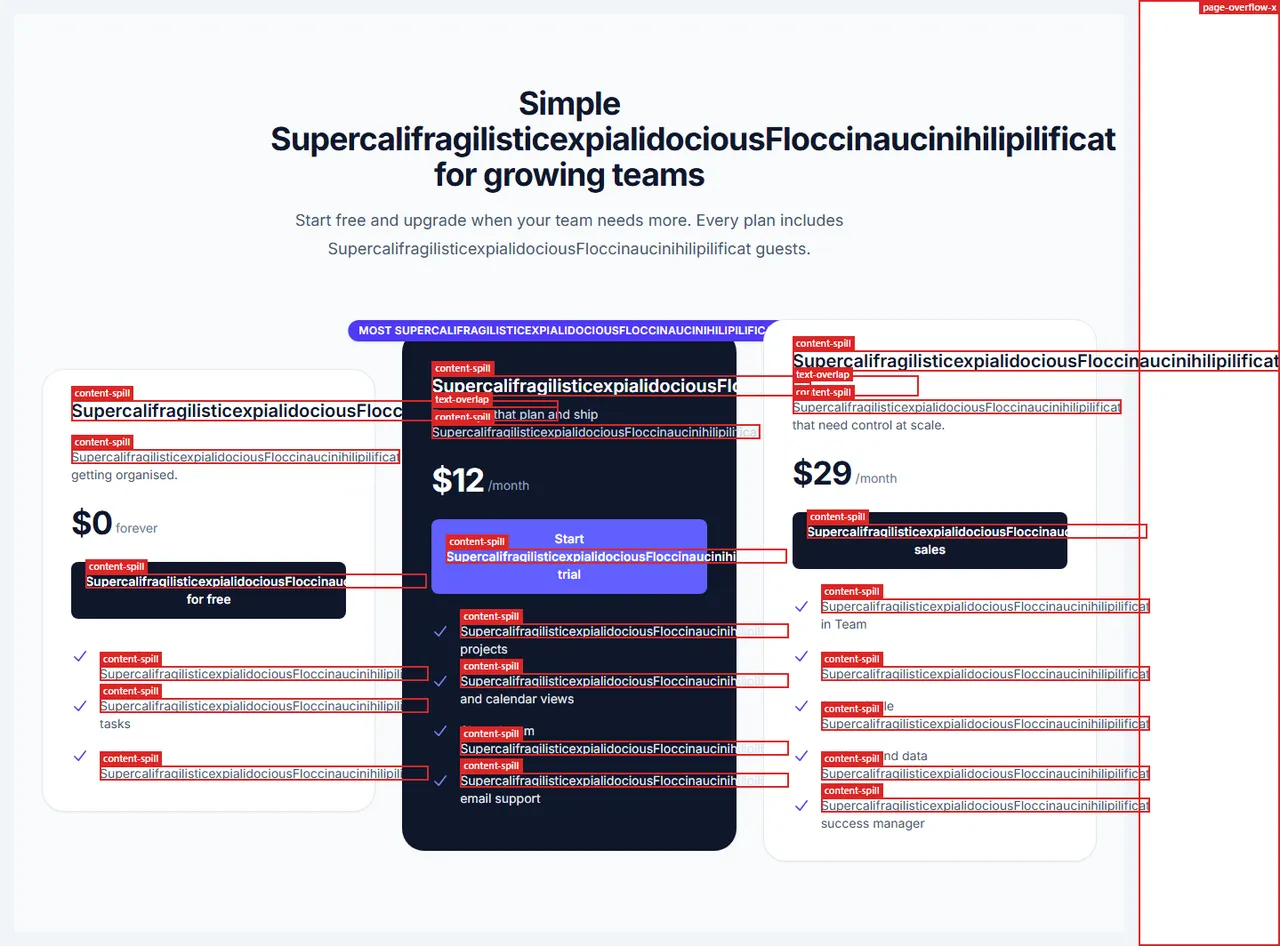 page-overflow-x
Simple
SupercalifragilisticexpialidociousFloccinaucinihilipilificat
for growing teams
Start free and upgrade when your team needs more. Every plan includes
SupercalifragilisticexpialidociousFloccinaucinihilipilificat guests.
content-spill
SupercalifragilisticexpialidociousFlocc
content-spill
SupercalifragilisticexpialidociousFloccinaucinihilipilificat
getting organised.
$0 forever
content-spill
SupercalifragilisticexpialidociousFloccinauc
for free
content-spill
SupercalifragilisticexpialidociousFloccinaucinihilipili
content-spill
SupercalifragilisticexpialidociousFloccinaucinihilipili
tasks
content-spill
SupercalifragilisticexpialidociousFloccinaucinihilipili
MOST SUPERCALIFRAGILISTICEXPIALIDOCIOUSFLOCCINAUCINIHILIPILIFIC
content-spill
SupercalifragilisticexpialidociousFlo
text-overlap
content-spill
that plan and ship
SupercalifragilisticexpialidociousFloccinaucinihilipilificat
$12 /month
Start
content-spill
SupercalifragilisticexpialidociousFloccinaucinihi
trial
content-spill
SupercalifragilisticexpialidociousFloccinaucinihilipili
projects
content-spill
SupercalifragilisticexpialidociousFloccinaucinihilipili
and calendar views
content-spill
SupercalifragilisticexpialidociousFloccinaucinihilipili
content-spill
SupercalifragilisticexpialidociousFloccinaucinihilipili
email support
content-spill
SupercalifragilisticexpialidociousFloccinaucinihilipilificat
text-overlap
content-spill
SupercalifragilisticexpialidociousFloccinaucinihilipilificat
that need control at scale.
$29 /month
content-spill
SupercalifragilisticexpialidociousFloccinauc
sales
content-spill
SupercalifragilisticexpialidociousFloccinaucinihilipilificat
in Team
content-spill
SupercalifragilisticexpialidociousFloccinaucinihilipilificat
content-spill
SupercalifragilisticexpialidociousFloccinaucinihilipilificat
content-spill
data
SupercalifragilisticexpialidociousFloccinaucinihilipilificat
content-spill
SupercalifragilisticexpialidociousFloccinaucinihilipilificat
success manager